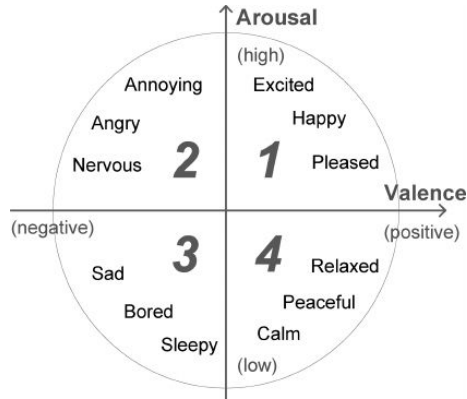 Arousal
(high)
Annoying
Excited
Angry
Happy
Nervous
2
1
Pleased
Valence
(negative)
(positive)
3
4
Sad
Relaxed
Bored
Peaceful
Sleepy
Calm
(low)